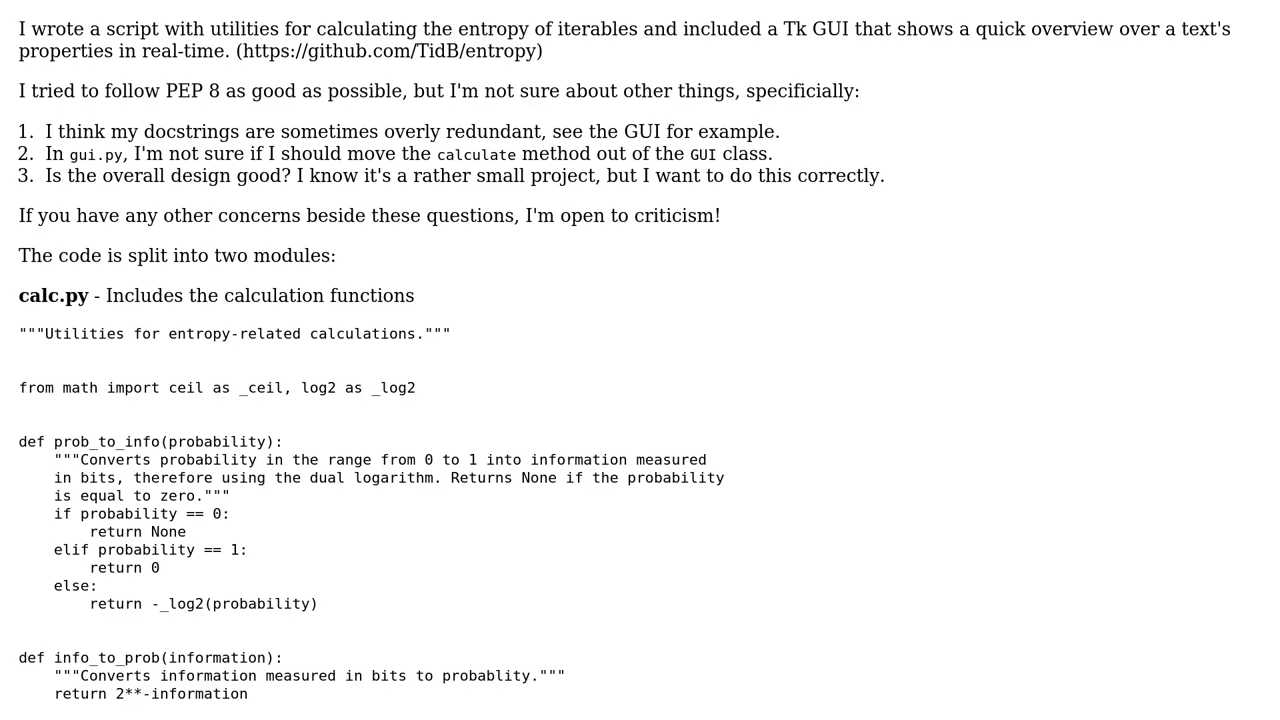 I wrote a script with utilities for calculating the entropy of iterables and included a Tk GUI that shows a quick overview over a text's
properties in real-time. (https://github.com/TidB/entropy)
I tried to follow PEP 8 as good as possible, but I'm not sure about other things, specificially:
1. I think my docstrings are sometimes overly redundant, see the GUI for example.
2. In gui.py, I'm not sure if I should move the calculate method out of the GUI class.
3. Is the overall design good? I know it's a rather small project, but I want to do this correctly.
If you have any other concerns beside these questions, I'm open to criticism!
The code is split into two modules:
calc.py - Includes the calculation functions
"""Utilities for entropy-related calculations."""
from math import ceil as _ceil, log2 as _log2
def prob_to_info(probability):
    """Converts probability in the range from 0 to 1 into information measured
    in bits, therefore using the dual logarithm. Returns None if the probability
    is equal to zero."""
    if probability == 0:
        return None
    elif probability == 1:
        return 0
    else:
        return -_log2(probability)
def info_to_prob(information):
    """Converts information measured in bits to probablity."""
    return 2**-information